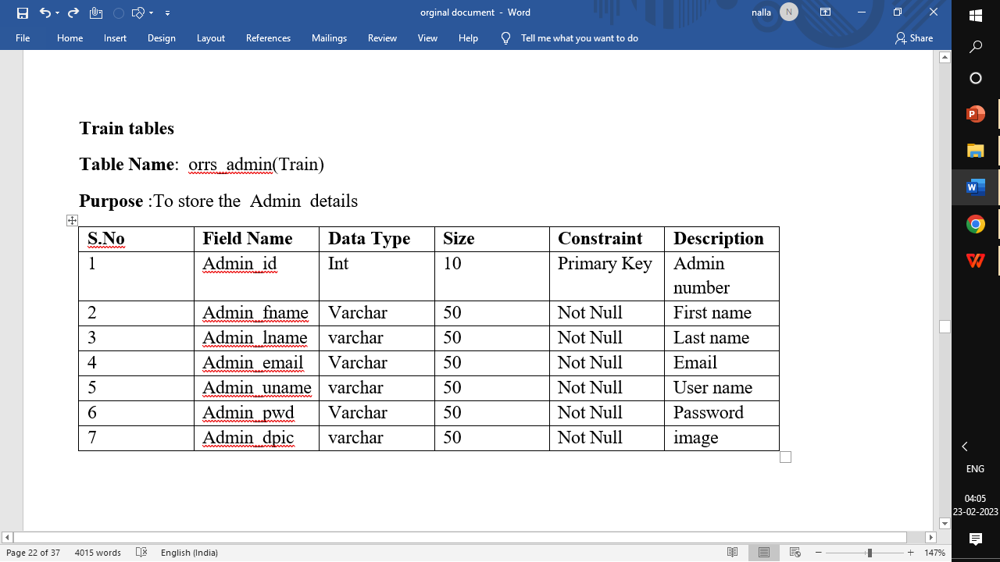 orginal document - Word
nalla
N
File Home Insert Design Layout References Mailings Review View Help Tell me what you want to do Share
Train tables
Table Name: orrs_admin(Train)
Purpose :To store the Admin details
S.No Field Name Data Type Size Constraint Description
1 Admin_id Int 10 Primary Key Admin
number
2 Admin_fname Varchar 50 Not Null First name
3 Admin_lname varchar 50 Not Null Last name
4 Admin_email Varchar 50 Not Null Email
5 Admin_uname varchar 50 Not Null User name
6 Admin_pwd Varchar 50 Not Null Password
7 Admin_dpic varchar 50 Not Null image
P
W
ENG
04:05
23-02-2023
Page 22 of 37 4015 words English (India) 147%